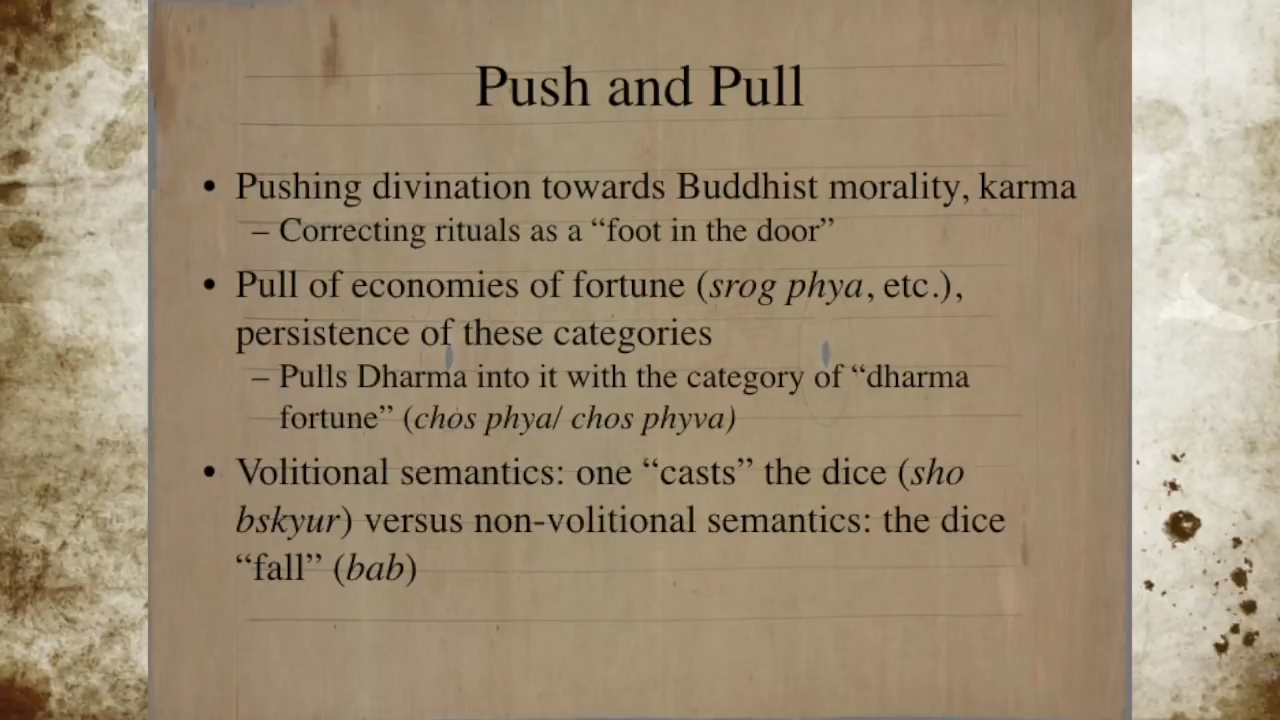 Push and Pull
• Pushing divination towards Buddhist morality, karma
– Correcting rituals as a “foot in the door”
• Pull of economies of fortune (srog phya, etc.),
persistence of these categories
– Pulls Dharma into it with the category of “dharma
fortune” (chos phya/ chos phyva)
• Volitional semantics: one “casts” the dice (sho
bskyur) versus non-volitional semantics: the dice
“fall” (bab)